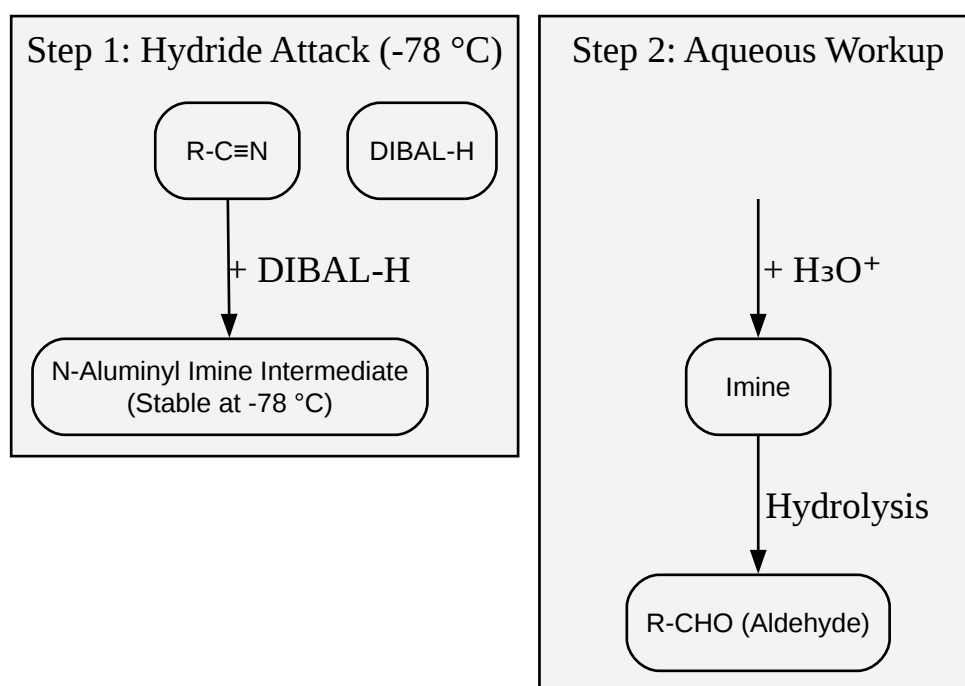 Step 1: Hydride Attack (-78 °C)
R-C≡N
DIBAL-H
+ DIBAL-H
N-Aluminyl Imine Intermediate
(Stable at -78 °C)
Step 2: Aqueous Workup
+ H₃O⁺
Imine
Hydrolysis
R-CHO (Aldehyde)